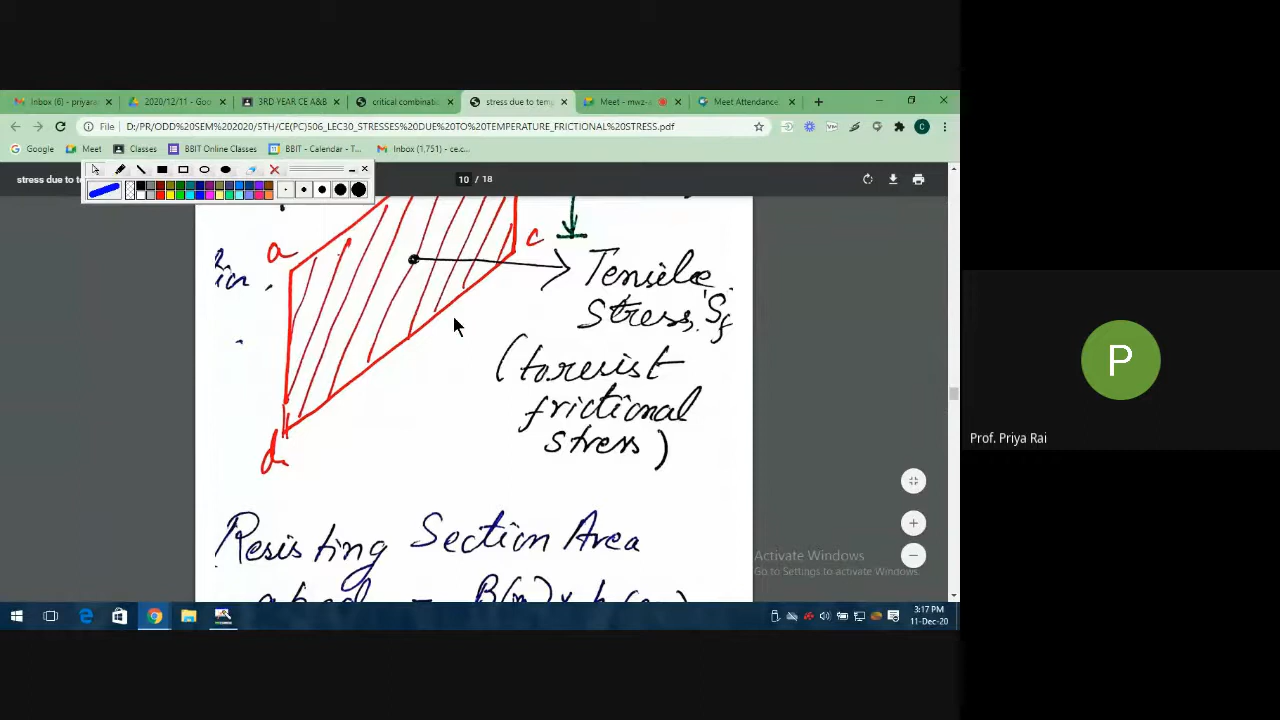 Inbox (6) - priyara
2020/12/11 - Goo
3RD YEAR CE A&B
critical combinati
stress due to tem
Meet - mwz-
Meet Attendance
File
D:/PR/ODD%20SEM%202020/5TH/CE(PC)506_LEC30_STRESSES%20DUE%20TO%20TEMPERATURE_FRICTIONAL%20STRESS.pdf
Google
Meet
Classes
BBIT Online Classes
BBIT - Calendar - T...
Inbox (1,751) - ce.c...
stress due to te
10 / 18
a
c
in
Tensile
Stress, Sf
(to resist
frictional
stress)
d
Resisting Section Area
abcd = B(m) x h (
Activate Windows
Go to Settings to activate Windows.
3:17 PM
11-Dec-20
P
Prof. Priya Rai